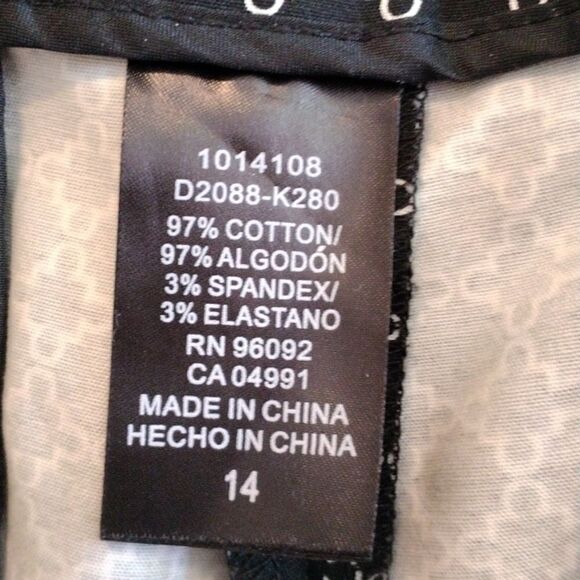 1014108
D2088-K280
97% COTTON/
97% ALGODÓN
3% SPANDEX/
3% ELASTANO
RN 96092
CA 04991
MADE IN CHINA
HECHO IN CHINA
14